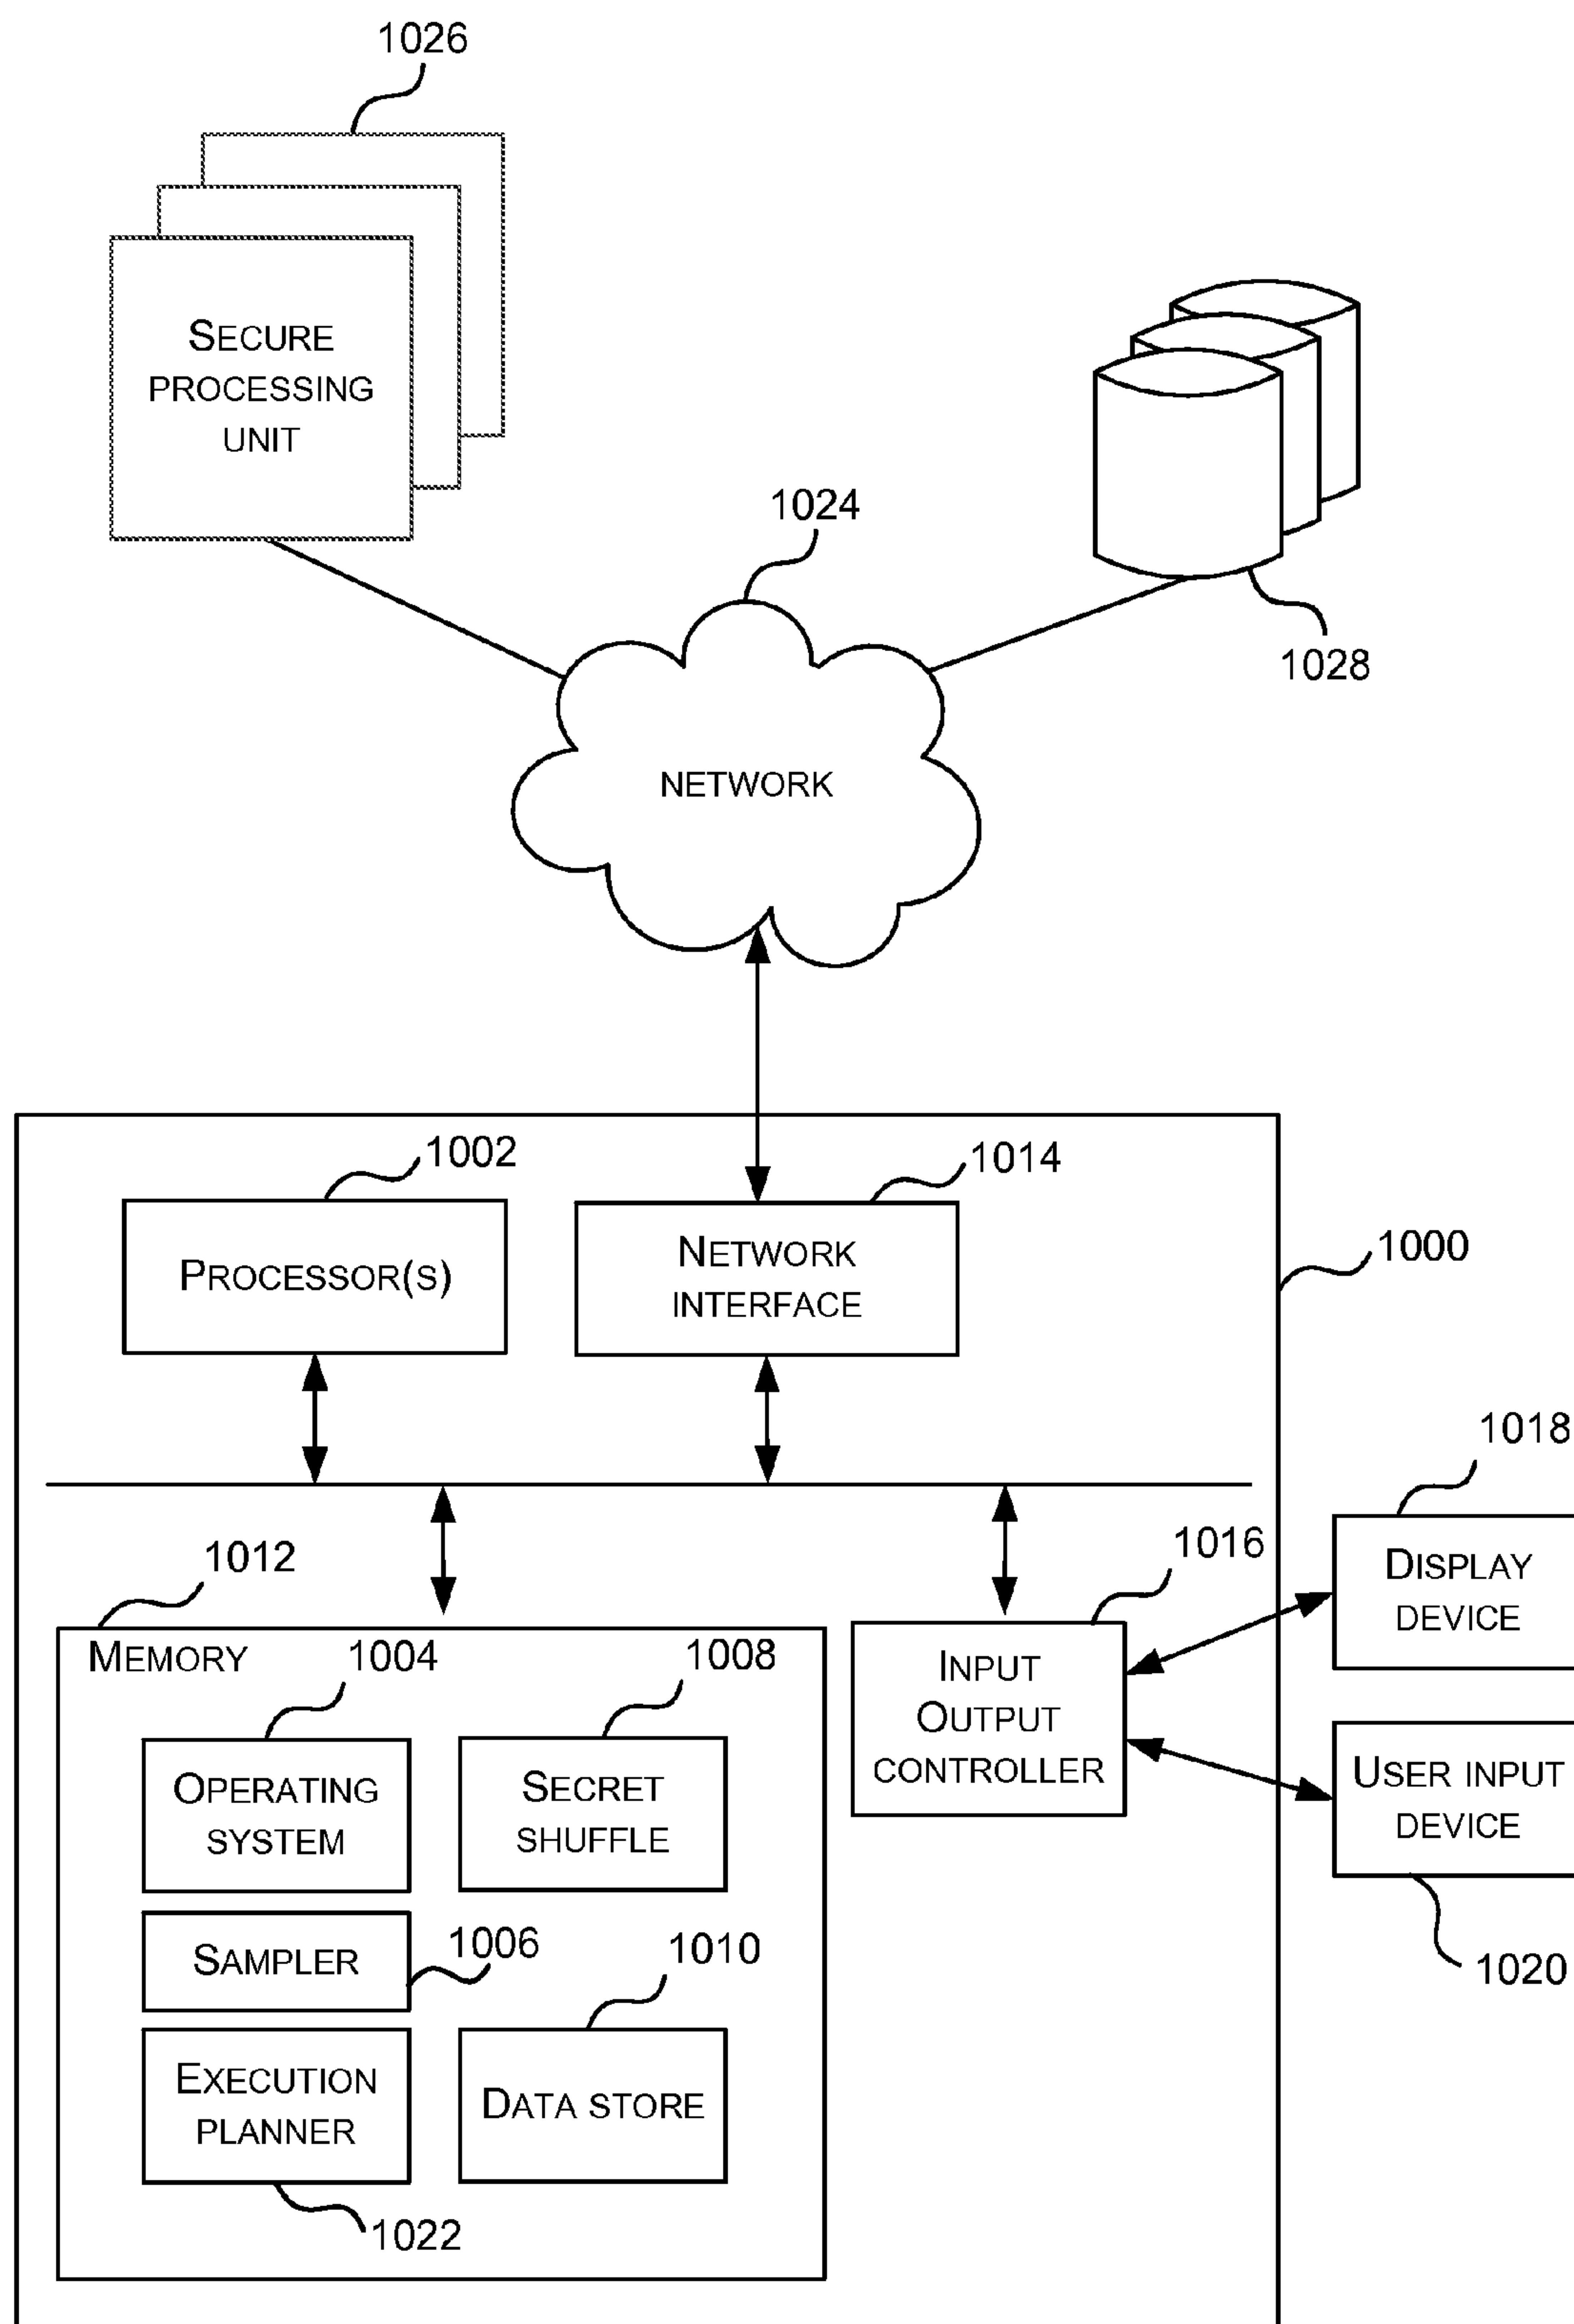 1026
SECURE
PROCESSING
UNIT
1024
1028
NETWORK
1002
1014
PROCESSOR(S)
NETWORK
INTERFACE
1000
1018
1016
DISPLAY
DEVICE
1012
MEMORY
1004
1008
INPUT
OUTPUT
CONTROLLER
OPERATING
SYSTEM
SECRET
SHUFFLE
USER INPUT
DEVICE
SAMPLER
1006
1010
1020
EXECUTION
PLANNER
DATA STORE
1022